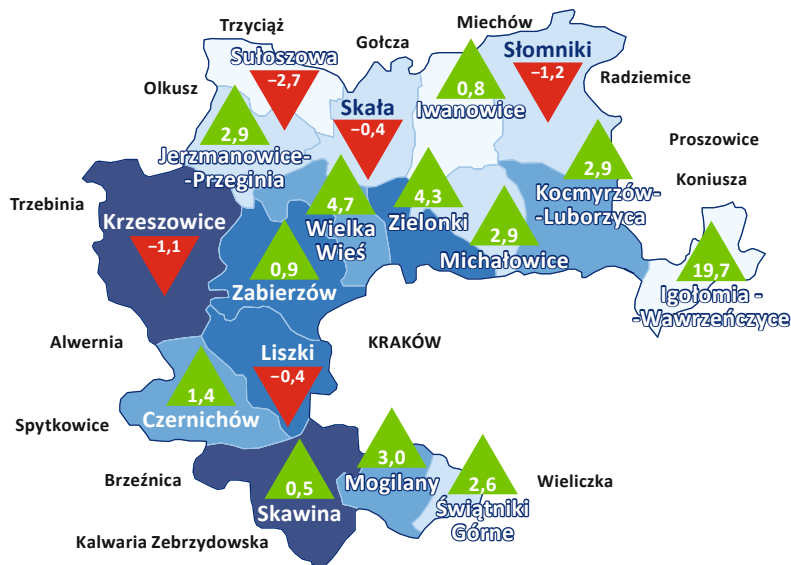 Trzyciąż
Miechów
Gołcza
Sułoszowa
Słomniki
−2,7
0,8
−1,2
Radziemice
Olkusz
Skała
Iwanowice
−0,4
2,9
Jerzmanowice-
-Przeginia
Proszowice
2,9
Kocmyrzów-
-Luborzyca
Koniusza
Trzebinia
4,7
Wielka
Wieś
4,3
Zielonki
Krzeszowice
−1,1
2,9
Michałowice
0,9
Zabierzów
19,7
Igołomia -
-Wawrzeńczyce
Alwernia
KRAKÓW
Liszki
−0,4
1,4
Czernichów
Spytkowice
Brzeźnica
3,0
Mogilany
Wieliczka
0,5
Skawina
2,6
Świątniki
Górne
Kalwaria Zebrzydowska